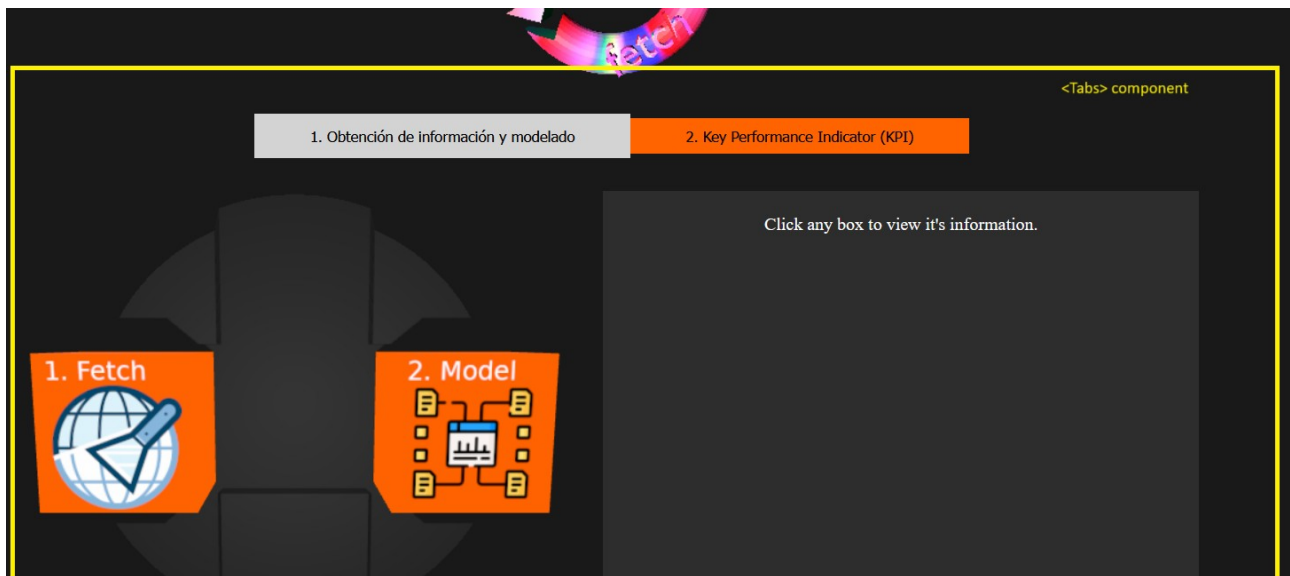 fetch
<Tabs> component
1. Obtención de información y modelado
2. Key Performance Indicator (KPI)
Click any box to view it's information.
1. Fetch
2. Model